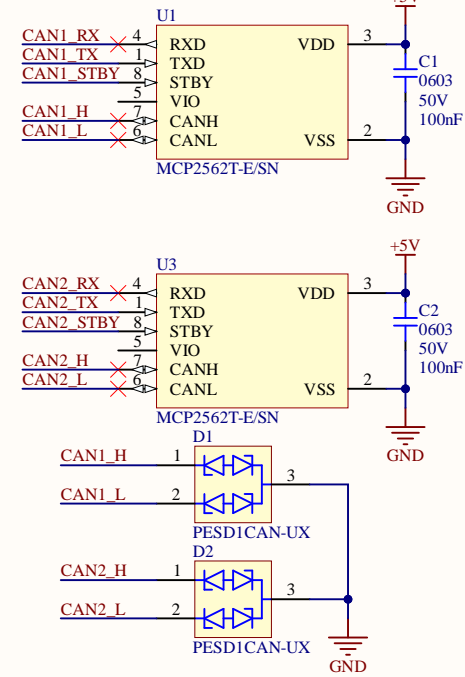 +5V
U1
CAN1_RX 4 RXD VDD 3
CAN1_TX 1 TXD
CAN1_STBY 8 STBY
5 VIO
CAN1_H 7 CANH
CAN1_L 6 CANL VSS 2
MCP2562T-E/SN
C1
0603
50V
100nF
GND
+5V
U3
CAN2_RX 4 RXD VDD 3
CAN2_TX 1 TXD
CAN2_STBY 8 STBY
5 VIO
CAN2_H 7 CANH
CAN2_L 6 CANL VSS 2
MCP2562T-E/SN
C2
0603
50V
100nF
GND
D1
CAN1_H 1
CAN1_L 2
3
PESD1CAN-UX
D2
CAN2_H 1
CAN2_L 2
3
PESD1CAN-UX
GND